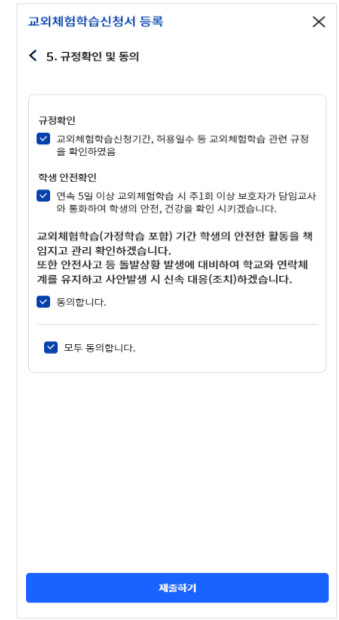 교외체험학습신청서 등록
5. 규정확인 및 동의
규정확인
교외체험학습신청기간, 허용일수 등 교외체험학습 관련 규정
을 확인하였음
학생 안전확인
연속 5일 이상 교외체험학습 시 주1회 이상 보호자가 담임교사
와 통화하여 학생의 안전, 건강을 확인 시키겠습니다.
교외체험학습(가정학습 포함) 기간 학생의 안전한 활동을 책
임지고 관리 확인하겠습니다.
또한 안전사고 등 돌발상황 발생에 대비하여 학교와 연락체
계를 유지하고 사안발생 시 신속 대응(조치)하겠습니다.
동의합니다.
모두 동의합니다.
제출하기